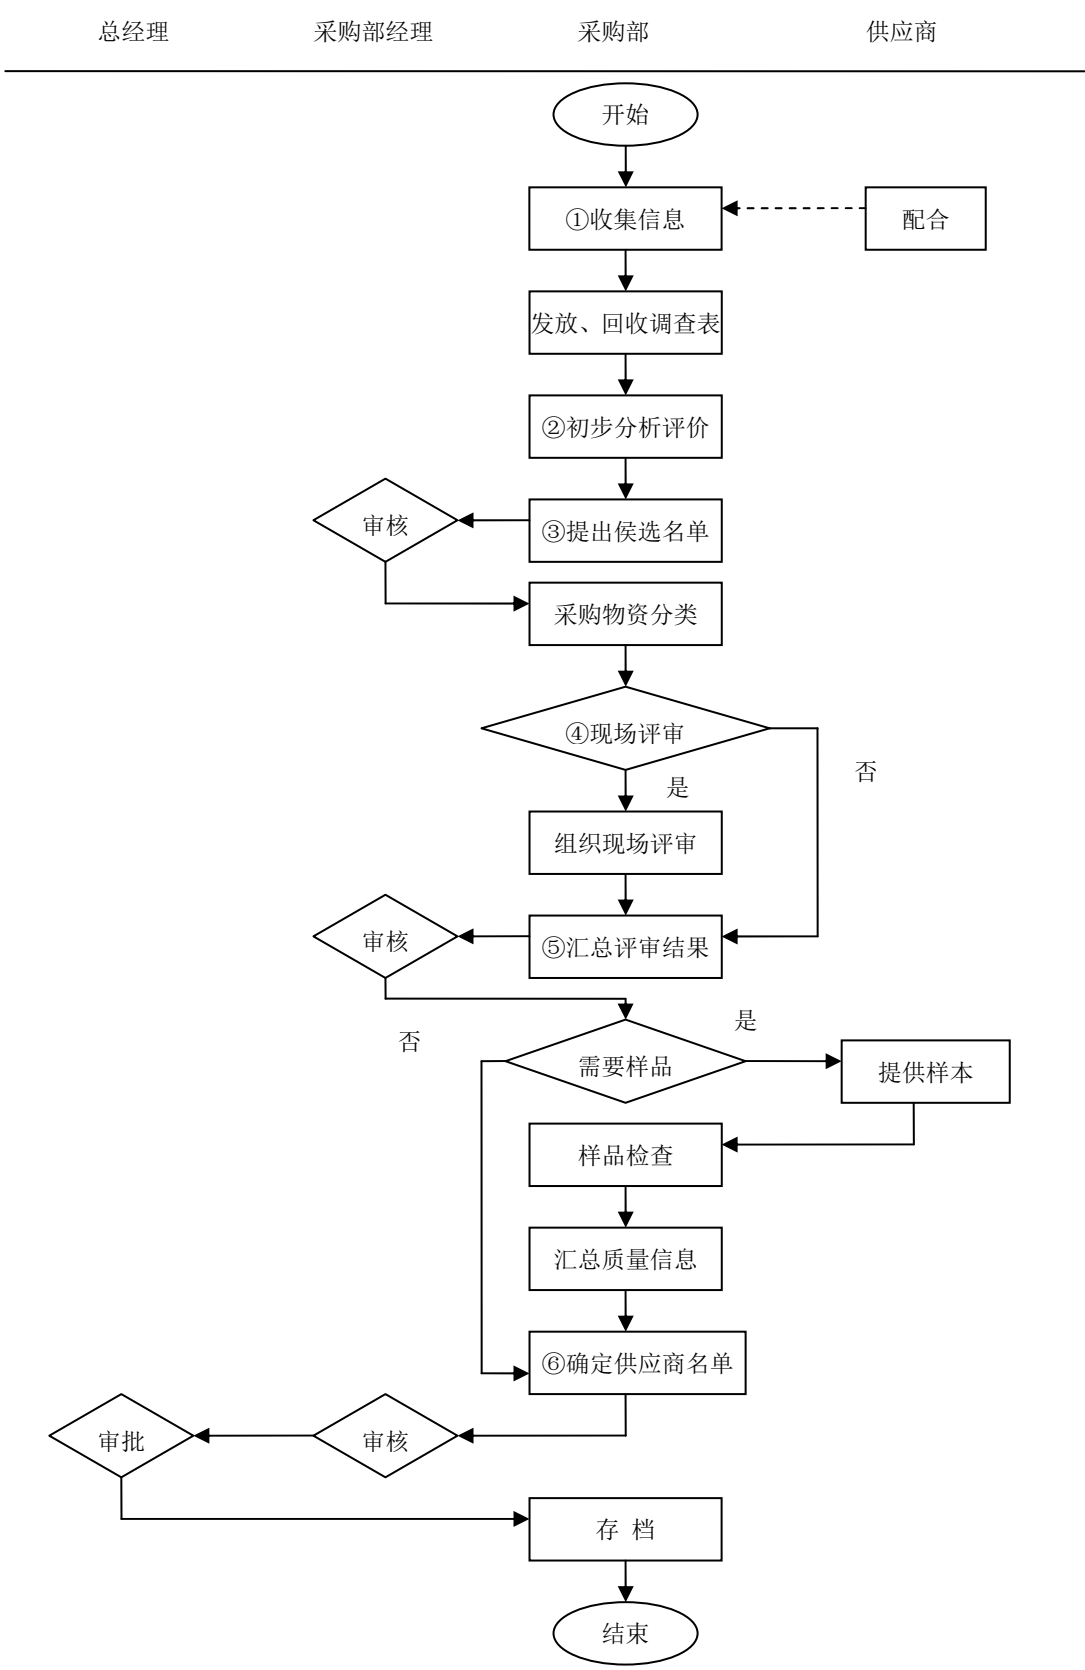 总经理 采购部经理 采购部 供应商
开始
①收集信息
配合
发放、回收调查表
②初步分析评价
审核
③提出侯选名单
采购物资分类
④现场评审
否
是
组织现场评审
审核
⑤汇总评审结果
是
否
需要样品
提供样本
样品检查
汇总质量信息
⑥确定供应商名单
审批
审核
存 档
结束